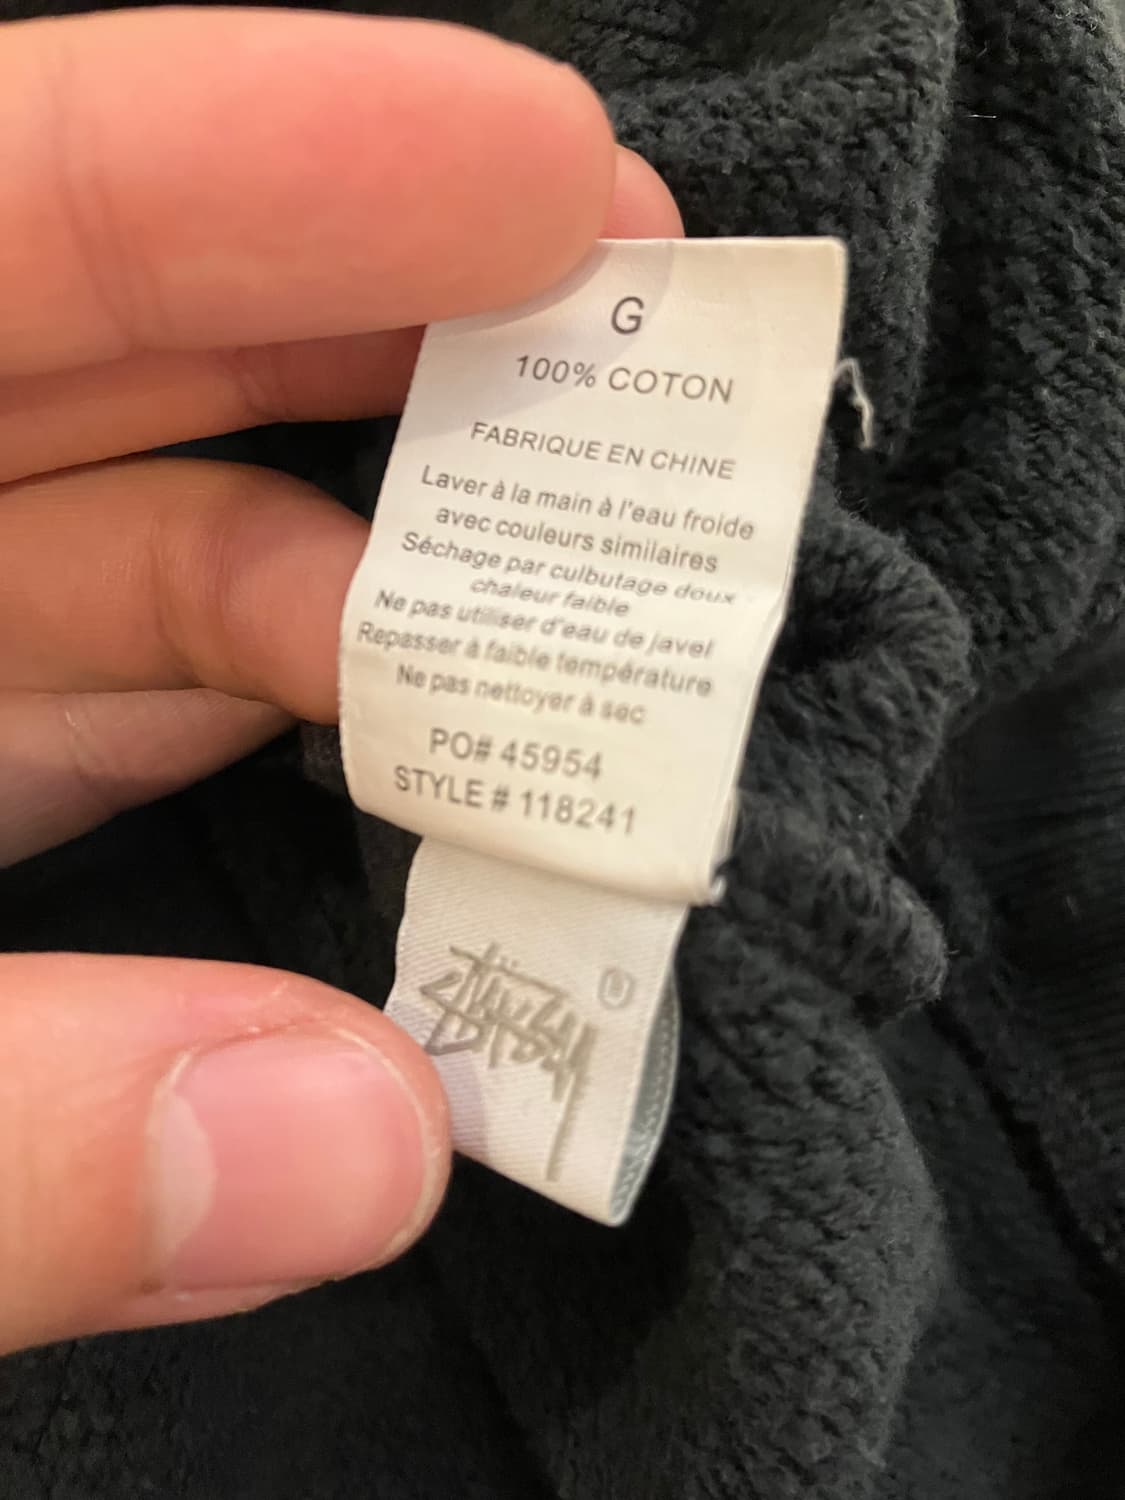 G
100% COTON
FABRIQUE EN CHINE
Laver à la main à l'eau froide
avec couleurs similaires
Séchage par culbutage doux
chaleur faible
Ne pas utiliser d'eau de javel
Repasser à faible température
Ne pas nettoyer à sec
PO# 45954
STYLE # 118241
Stüssy
U